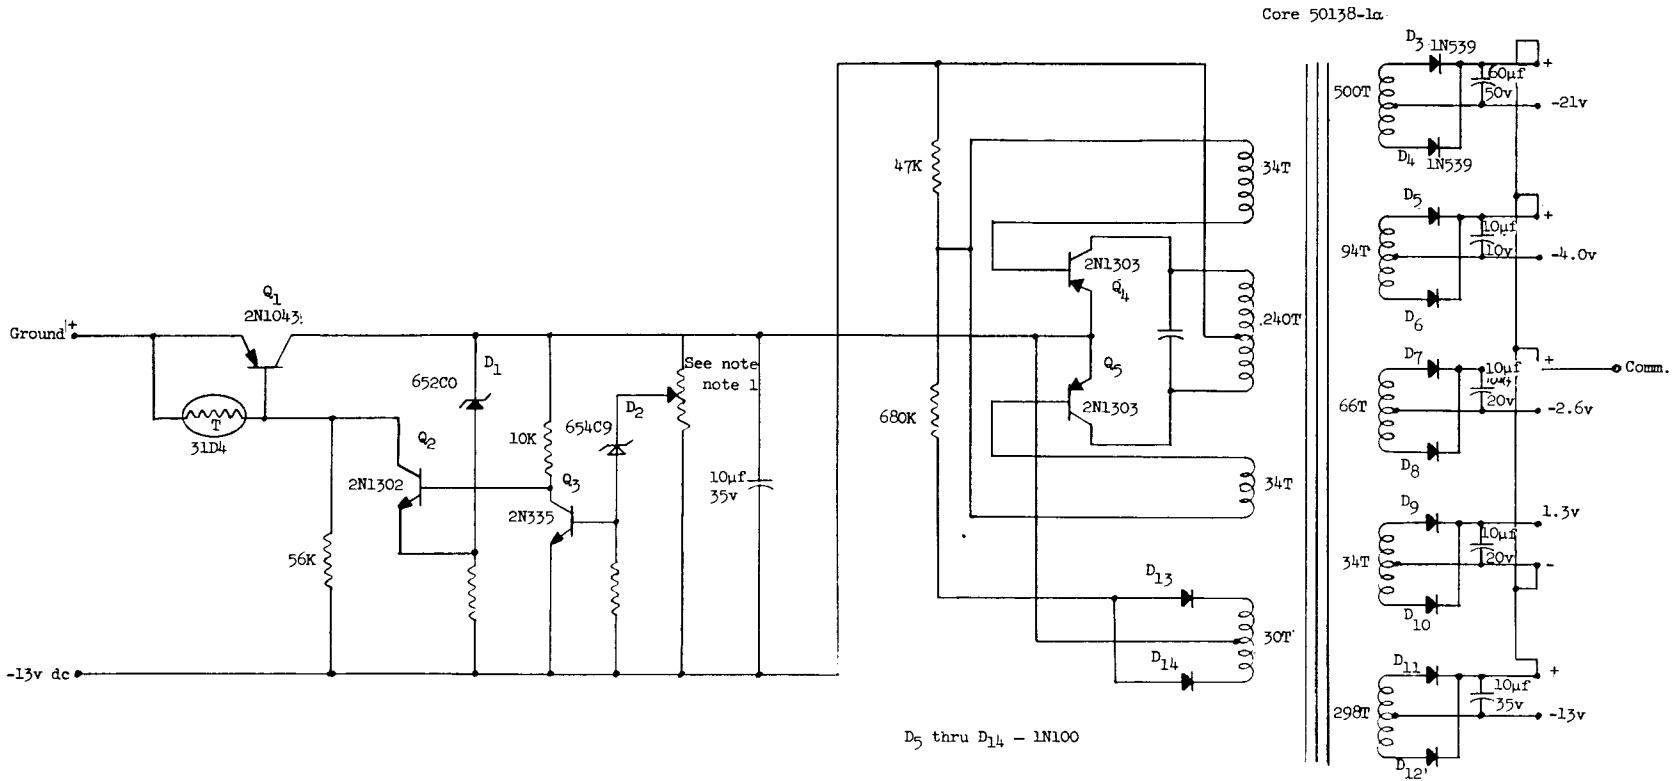 Core 50138-1a
D3 1N539
60μf
50v
+
500T
-21v
D4 1N539
47K
34T
D5
10μf
10v
+
94T
-4.0v
D6
2N1303
Q4
240T
Q1
2N1043
Ground +
D1
652C0
See note
note 1
D2
Q5
2N1303
D7
10μf
20v
+
Comm.
66T
-2.6v
D8
T
31D4
Q2
10K
654C9
680K
2N1302
Q3
2N335
10μf
35v
34T
D9
10μf
20v
1.3v
34T
-
D10
56K
D13
30T
D14
-13v dc
D11
10μf
35v
+
298T
-13v
D12
D5 thru D14 – 1N100